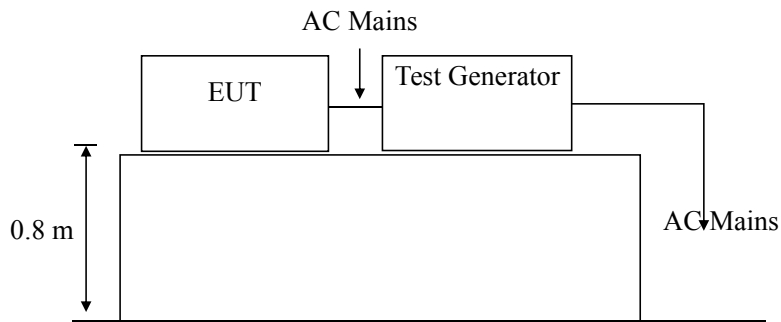 AC Mains
EUT
Test Generator
0.8 m
AC Mains